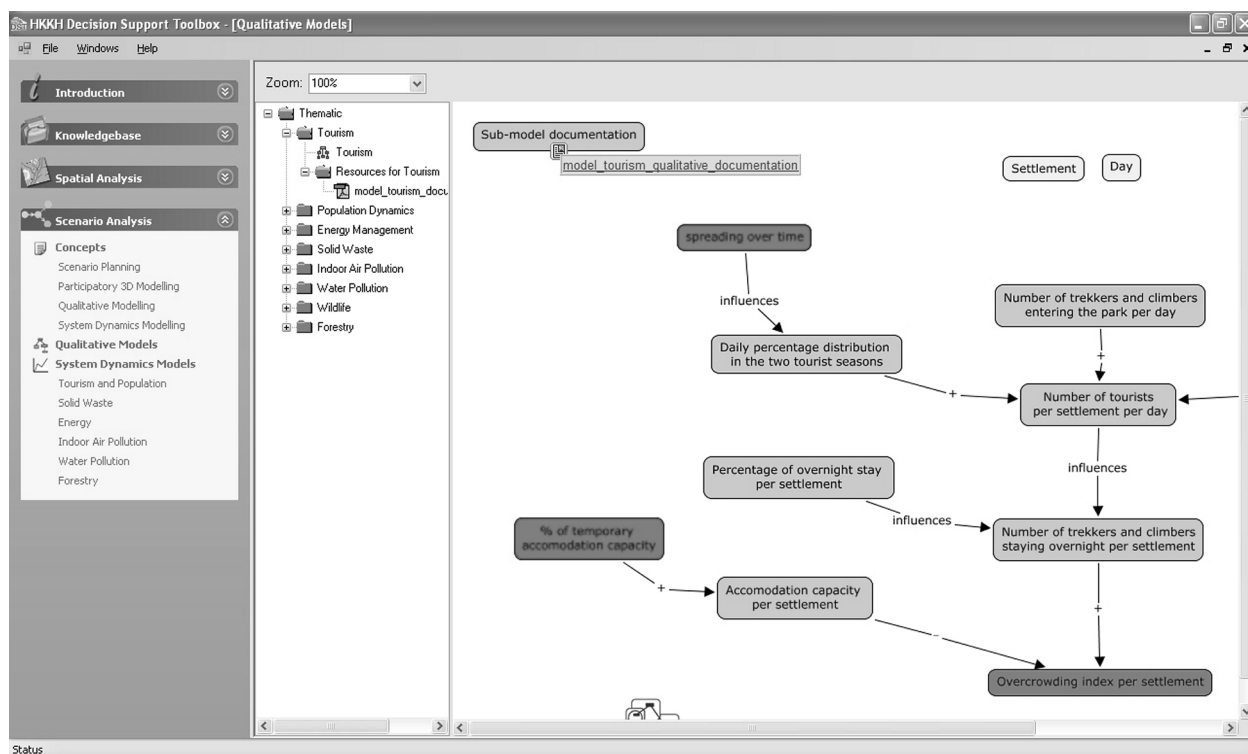 HKKH Decision Support Toolbox - [Qualitative Models]
File Windows Help
Introduction
Knowledgebase
Spatial Analysis
Scenario Analysis
Concepts
Scenario Planning
Participatory 3D Modelling
Qualitative Modelling
System Dynamics Modelling
Qualitative Models
System Dynamics Models
Tourism and Population
Solid Waste
Energy
Indoor Air Pollution
Water Pollution
Forestry
Zoom: 100%
Thematic
Tourism
Tourism
Resources for Tourism
model_tourism_docu
Population Dynamics
Energy Management
Solid Waste
Indoor Air Pollution
Water Pollution
Wildlife
Forestry
Sub-model documentation
model_tourism_qualitative_documentation
Settlement
Day
spreading over time
influences
Number of trekkers and climbers
entering the park per day
+
Daily percentage distribution
in the two tourist seasons
+
Number of tourists
per settlement per day
influences
Percentage of overnight stay
per settlement
influences
Number of trekkers and climbers
staying overnight per settlement
% of temporary
accomodation capacity
+
Accomodation capacity
per settlement
+
-
Overcrowding index per settlement
Status